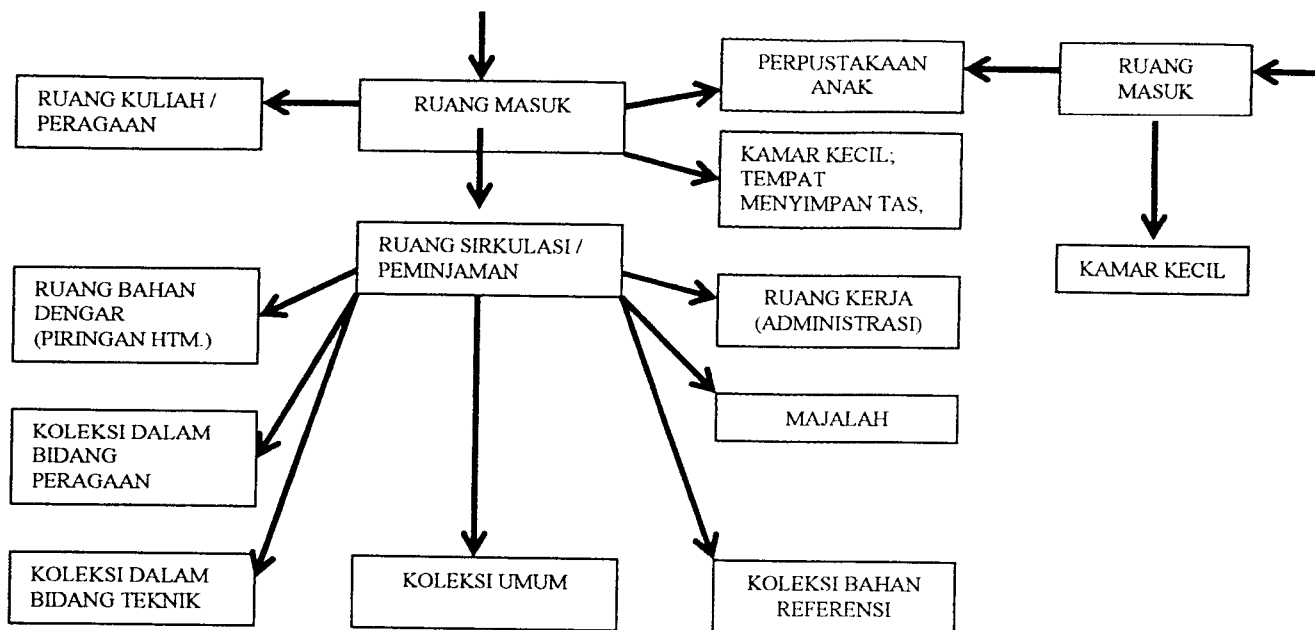 RUANG KULIAH /
PERAGAAN
RUANG MASUK
PERPUSTAKAAN
ANAK
RUANG
MASUK
KAMAR KECIL;
TEMPAT
MENYIMPAN TAS,
RUANG SIRKULASI /
PEMINJAMAN
KAMAR KECIL
RUANG BAHAN
DENGAR
(PIRINGAN HTM.)
RUANG KERJA
(ADMINISTRASI)
MAJALAH
KOLEKSI DALAM
BIDANG
PERAGAAN
KOLEKSI DALAM
BIDANG TEKNIK
KOLEKSI UMUM
KOLEKSI BAHAN
REFERENSI